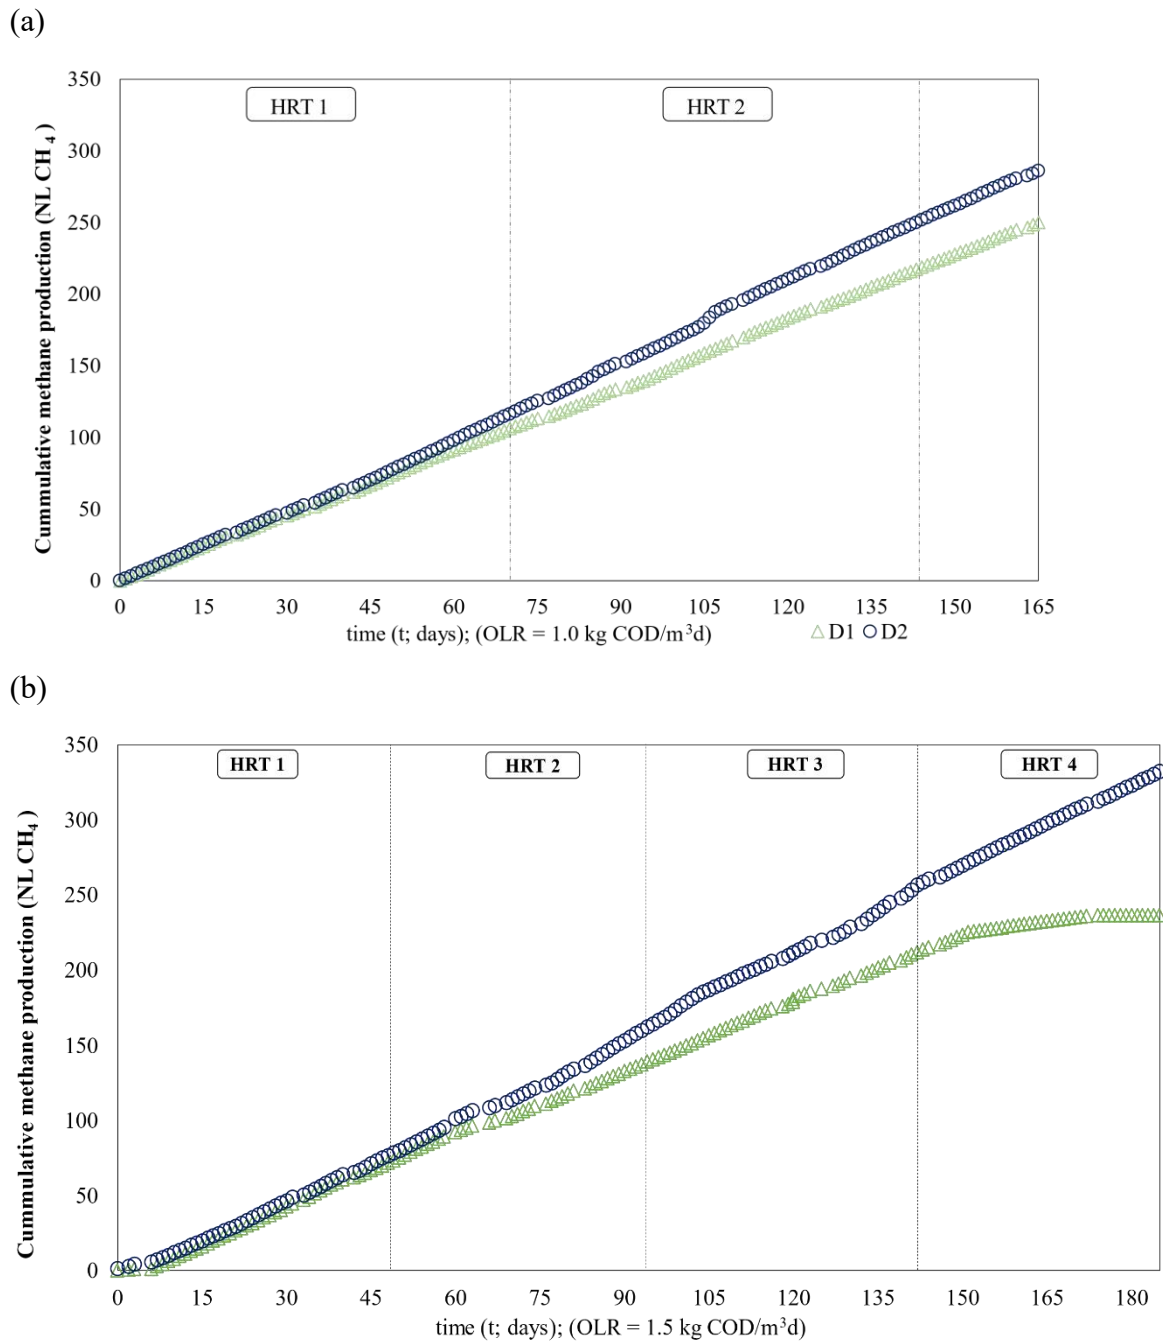 (a)
350
300
250
200
150
100
50
0
Cummulative methane production (NL CH 4 )
HRT 1
HRT 2
0 15 30 45 60 75 90 105 120 135 150 165
time (t; days); (OLR = 1.0 kg COD/m³d)
D1 D2
(b)
350
300
250
200
150
100
50
0
Cummulative methane production (NL CH₄)
HRT 1
HRT 2
HRT 3
HRT 4
0 15 30 45 60 75 90 105 120 135 150 165 180
time (t; days); (OLR = 1.5 kg COD/m³d)